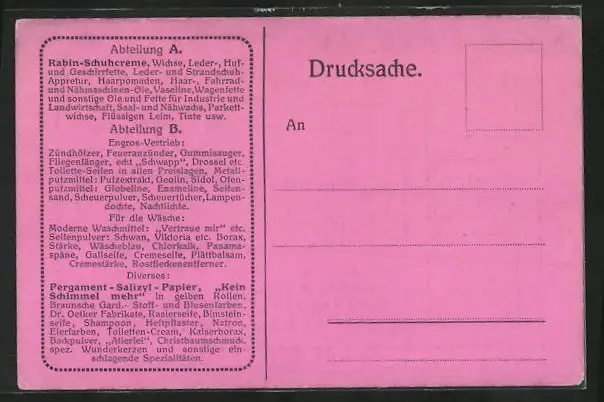 Abteilung A.
Rabin-Schuhcreme, Wichse, Leder-, Huf-
und Geschirrfette, Leder- und Strandschuh-
Appretur, Haarpomaden, Haar-, Fahrrad-
und Nähmaschinen-Öle, Vaseline, Wagenfette
und sonstige Öle und Fette für Industrie und
Landwirtschaft, Saal- und Nähwachs, Parkett-
wichse, Flüssigen Leim, Tinte usw.
Abteilung B.
Engros-Vertrieb:
Zündhölzer, Feueranzünder, Gummisauger,
Fliegenfänger, echt „Schwapp", Drossel etc.
Toilette-Seifen in allen Preislagen, Metall-
putzmittel: Putzextrakt, Geolin, Sidol, Ofen-
putzmittel: Globeline, Enameline, Seifen-
sand, Scheuerpulver, Scheuertücher, Lampen-
dochte, Nachtlichte.
Für die Wäsche:
Moderne Waschmittel: „Vertraue mir" etc.
Seifenpulver: Schwan, Viktoria etc. Borax,
Stärke, Wäscheblau, Chlorkalk, Panama-
späne, Gallseife, Cremeseife, Plättbalsam,
Cremestärke, Rostfleckenentferner.
Diverses:
Pergament-Salizyl-Papier, „Kein
Schimmel mehr" in gelben Rollen,
Braunsche Gard.- Stoff- und Blusenfarben,
Dr. Oetker Fabrikate, Rasierseife, Bimstein-
seife, Shampoon, Heftpflaster, Natron,
Eierfarben, Toiletten-Cream, Kaiserborax,
Backpulver, „Allerlei", Christbaumschmuck,
spez. Wunderkerzen und sonstige ein-
schlagende Spezialitäten.
Drucksache.
An